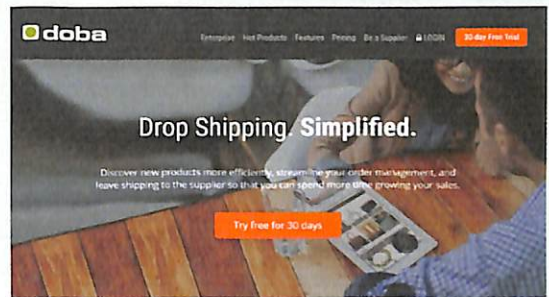 doba
Enterprise Hot Products Features Pricing Be a Supplier LOGIN 30-day Free Trial
Drop Shipping. Simplified.
Discover new products more efficiently, streamline your order management, and
leave shipping to the supplier so that you can spend more time growing your sales.
Try free for 30 days